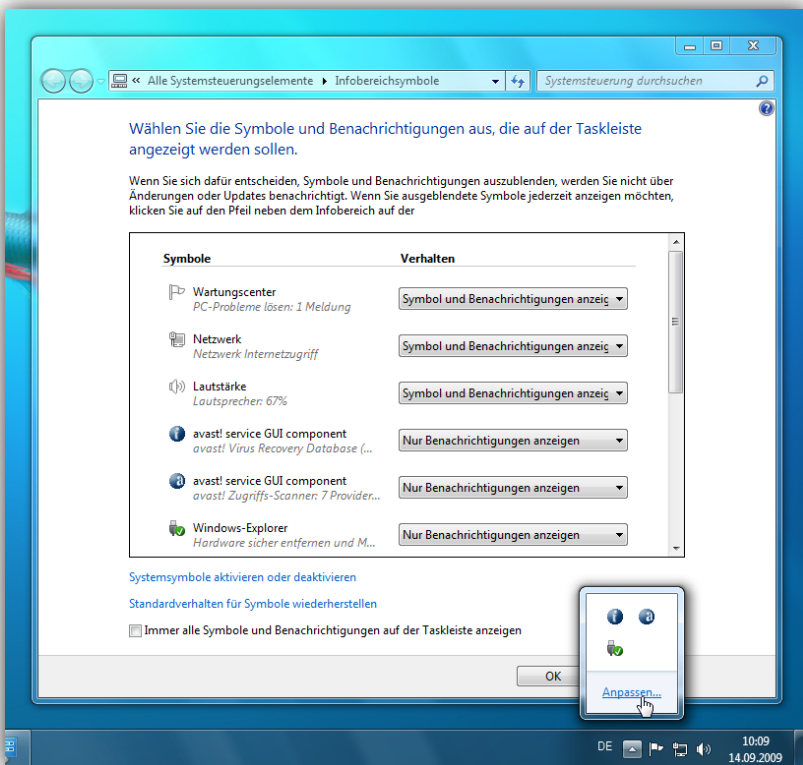 « Alle Systemsteuerungselemente ▸ Infobereichsymbole
Systemsteuerung durchsuchen
Wählen Sie die Symbole und Benachrichtigungen aus, die auf der Taskleiste
angezeigt werden sollen.
Wenn Sie sich dafür entscheiden, Symbole und Benachrichtigungen auszublenden, werden Sie nicht über
Änderungen oder Updates benachrichtigt. Wenn Sie ausgeblendete Symbole jederzeit anzeigen möchten,
klicken Sie auf den Pfeil neben dem Infobereich auf der
Symbole Verhalten
Wartungscenter
PC-Probleme lösen: 1 Meldung
Symbol und Benachrichtigungen anzeig
Netzwerk
Netzwerk Internetzugriff
Symbol und Benachrichtigungen anzeig
Lautstärke
Lautsprecher: 67%
Symbol und Benachrichtigungen anzeig
avast! service GUI component
avast! Virus Recovery Database (...
Nur Benachrichtigungen anzeigen
avast! service GUI component
avast! Zugriffs-Scanner: 7 Provider...
Nur Benachrichtigungen anzeigen
Windows-Explorer
Hardware sicher entfernen und M...
Nur Benachrichtigungen anzeigen
Systemsymbole aktivieren oder deaktivieren
Standardverhalten für Symbole wiederherstellen
Immer alle Symbole und Benachrichtigungen auf der Taskleiste anzeigen
OK
Anpassen...
DE
10:09
14.09.2009